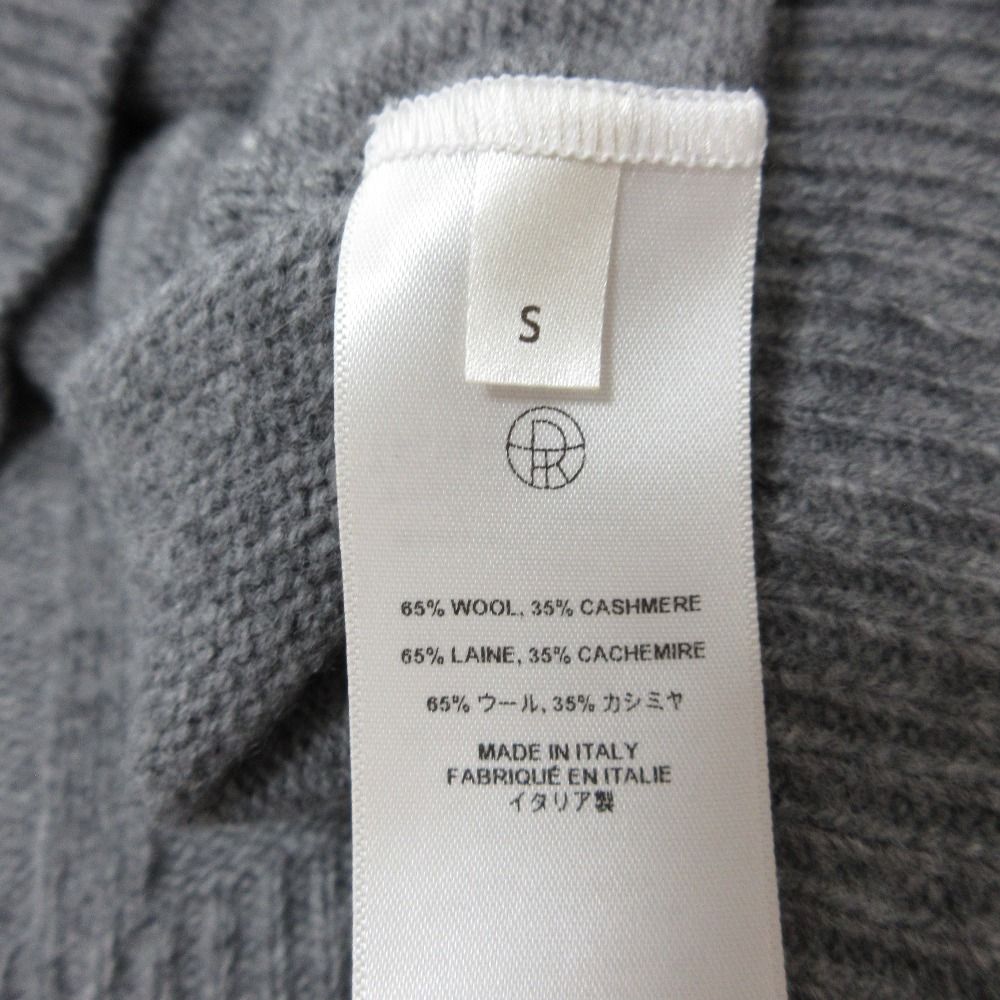 S
65% WOOL, 35% CASHMERE
65% LAINE, 35% CACHEMIRE
65% ウール, 35% カシミヤ
MADE IN ITALY
FABRIQUÉ EN ITALIE
イタリア製